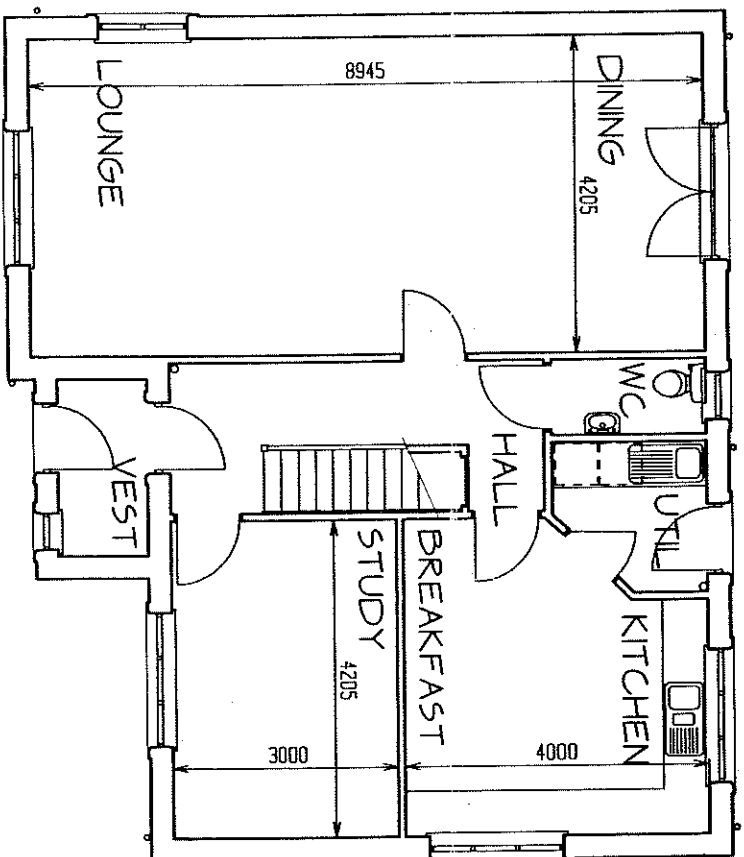 LOUNGE
8945
DINING
4205
WC
HALL
VEST
UTIL
STUDY
4205
BREAKFAST
KITCHEN
3000
4000